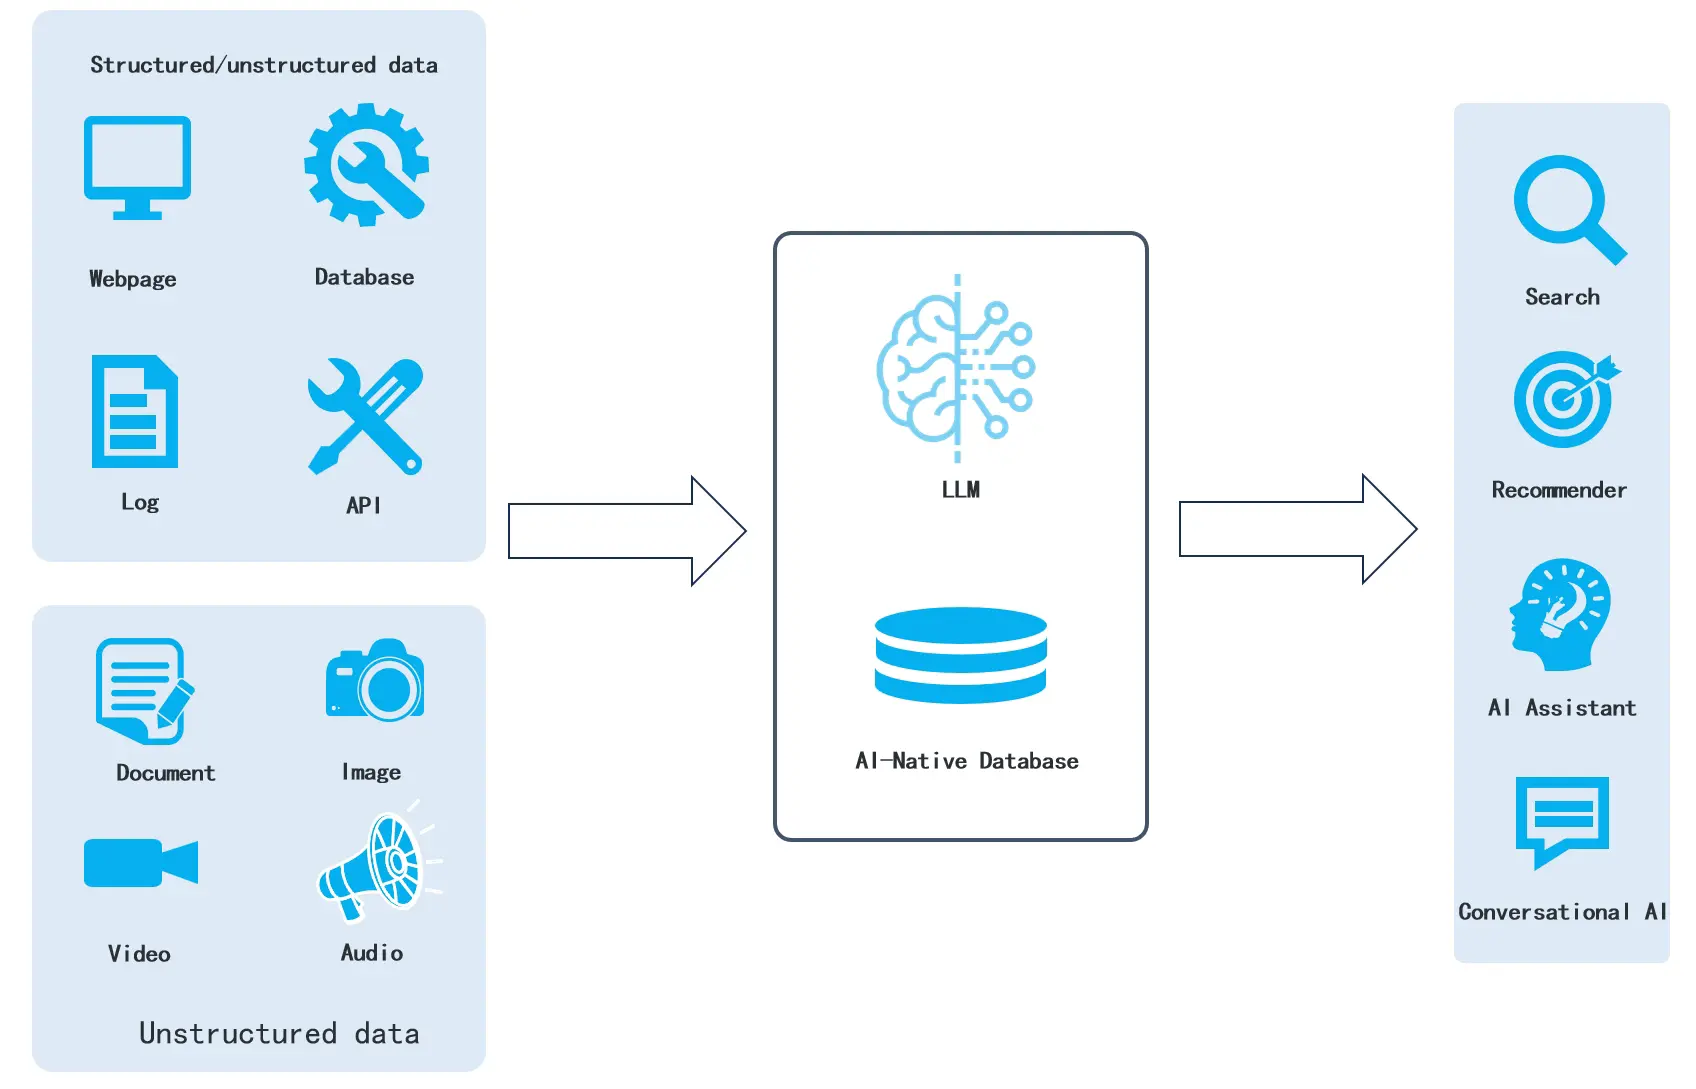 Structured/unstructured data
Webpage
Database
Log
API
Document
Image
Video
Audio
Unstructured data
LLM
AI-Native Database
Search
Recommender
AI Assistant
Conversational AI